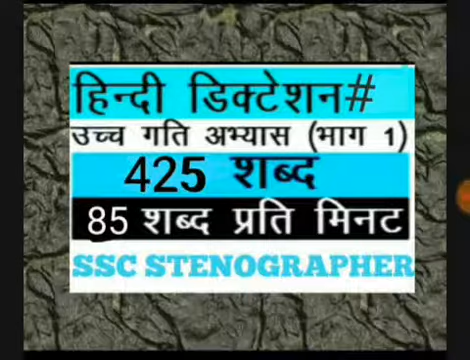 हिन्दी डिक्टेशन#
उच्च गति अभ्यास (भाग 1)
425 शब्द
85 शब्द प्रति मिनट
SSC STENOGRAPHER